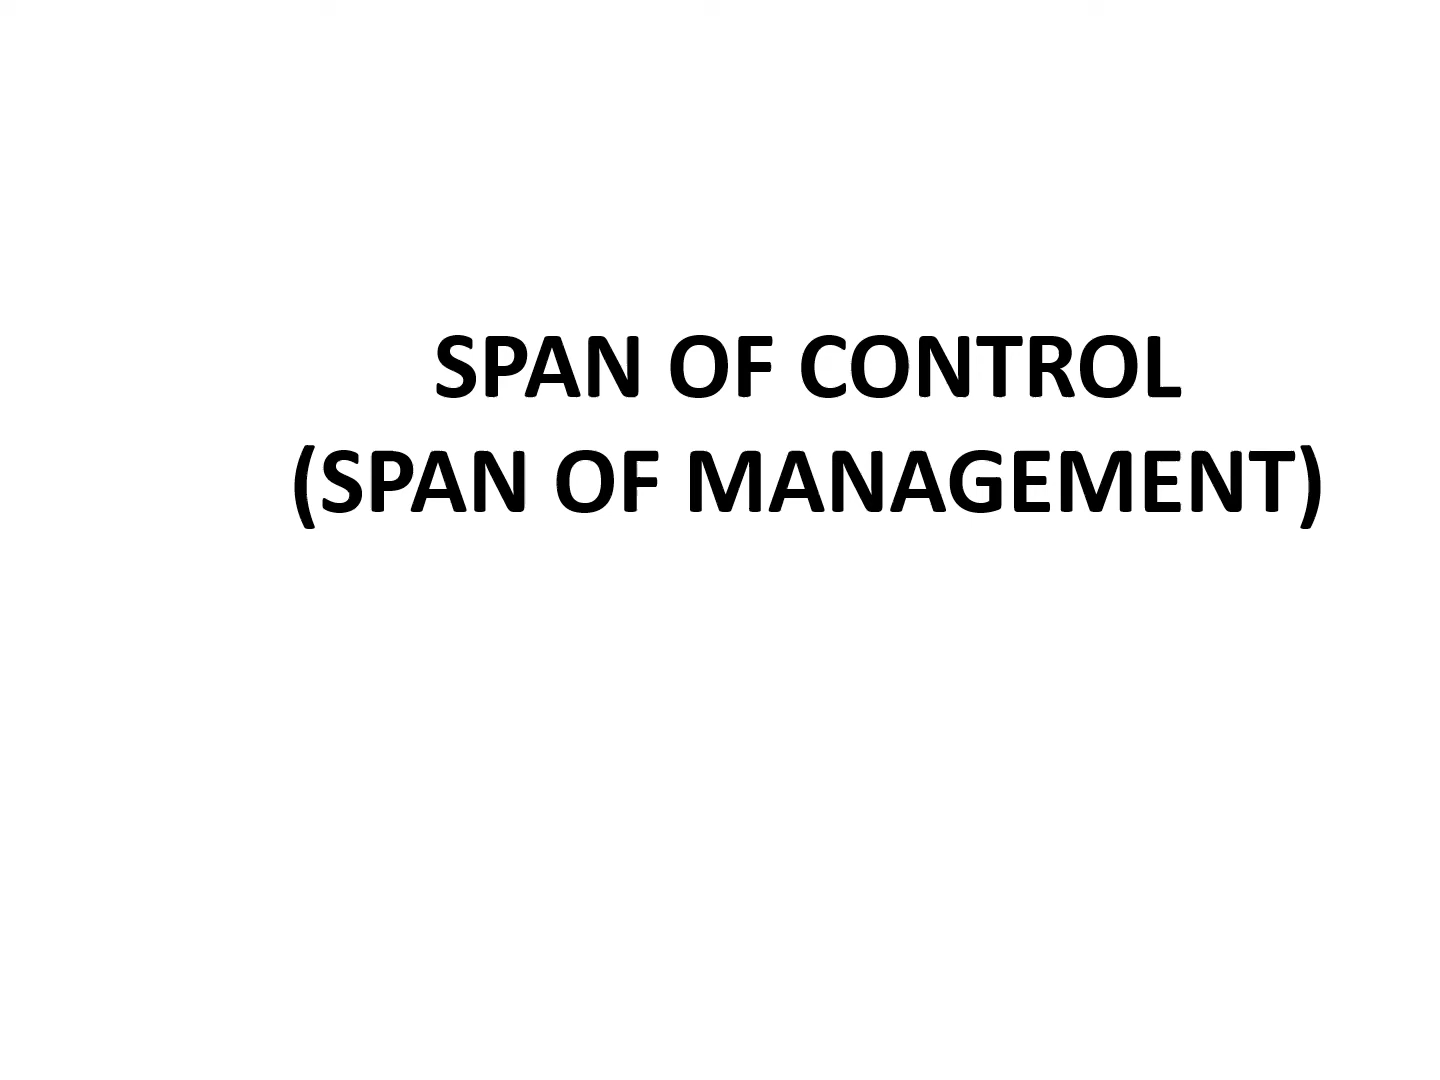 SPAN OF CONTROL
(SPAN OF MANAGEMENT)